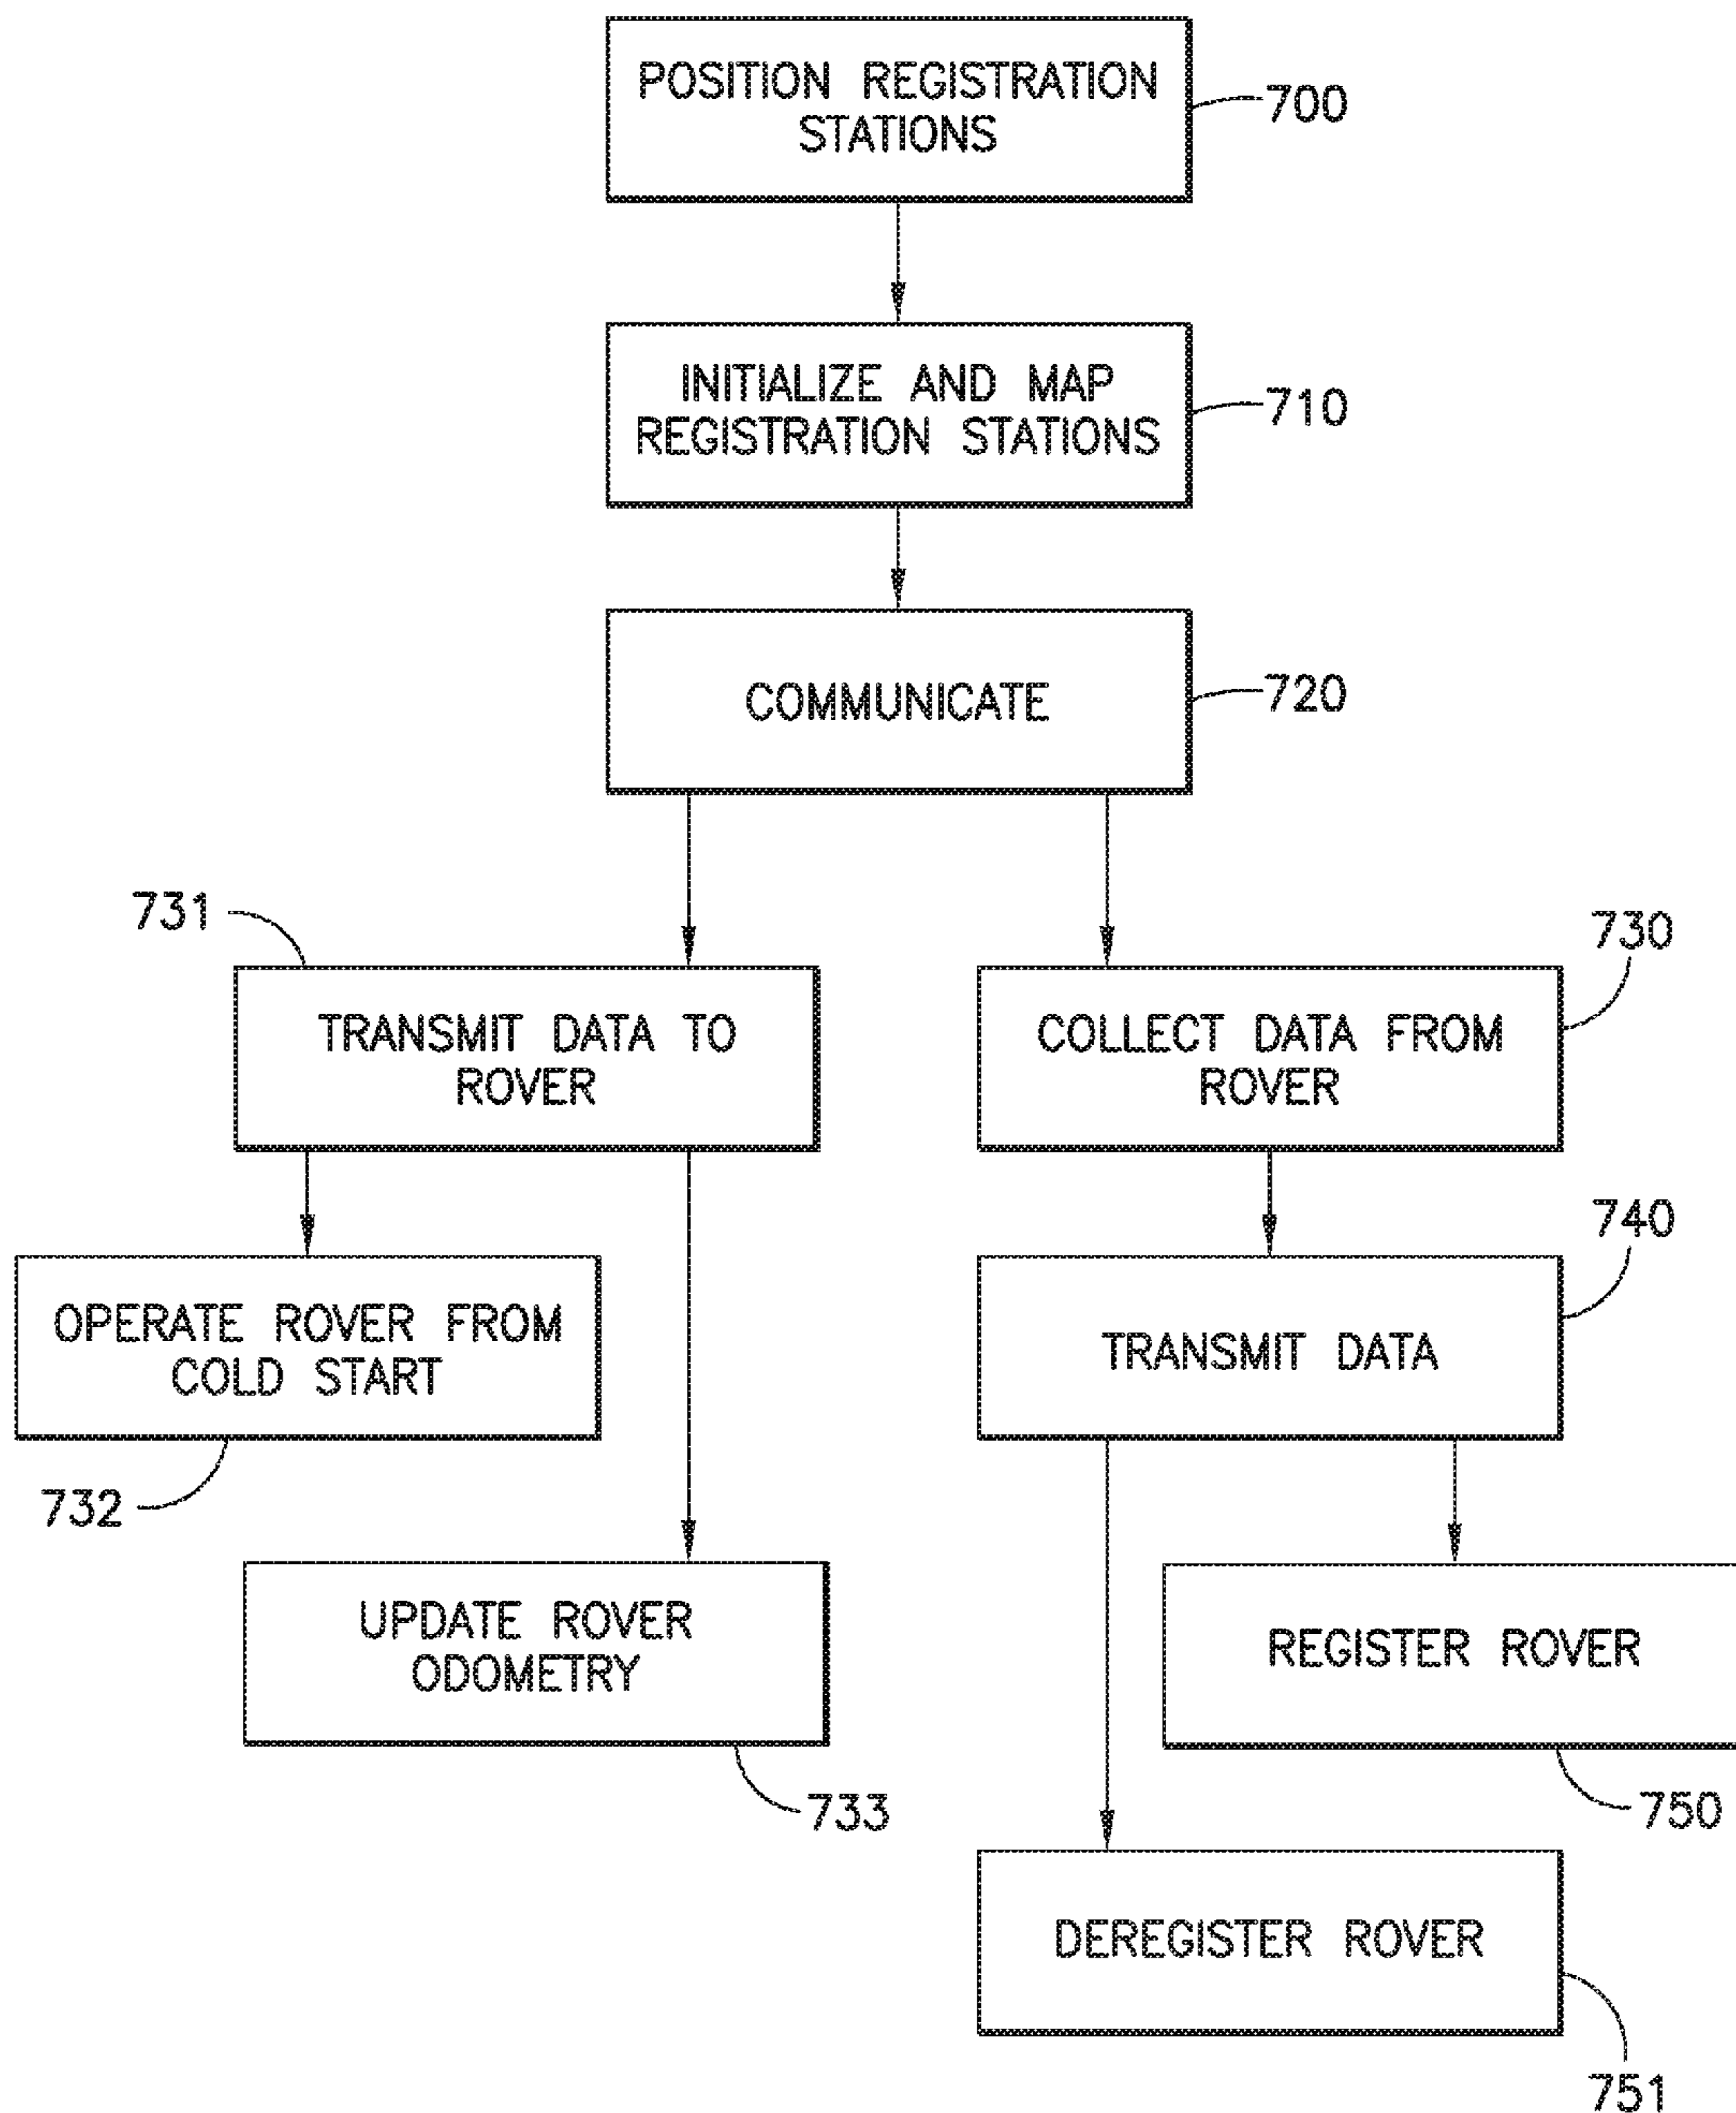 POSITION REGISTRATION
STATIONS
700
INITIALIZE AND MAP
REGISTRATION STATIONS
710
COMMUNICATE
720
731
730
TRANSMIT DATA TO
ROVER
COLLECT DATA FROM
ROVER
740
OPERATE ROVER FROM
COLD START
TRANSMIT DATA
732
UPDATE ROVER
ODOMETRY
REGISTER ROVER
733
750
DEREGISTER ROVER
751